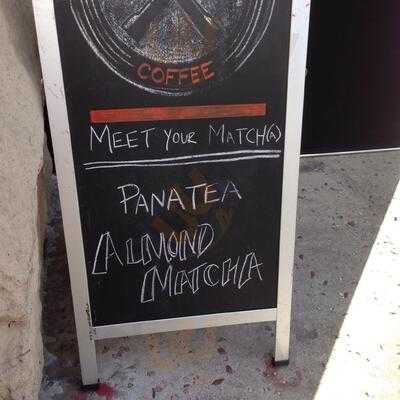 COFFEE
MEET YOUR MATCH(A)
PANATEA
ALMOND
MATCHA